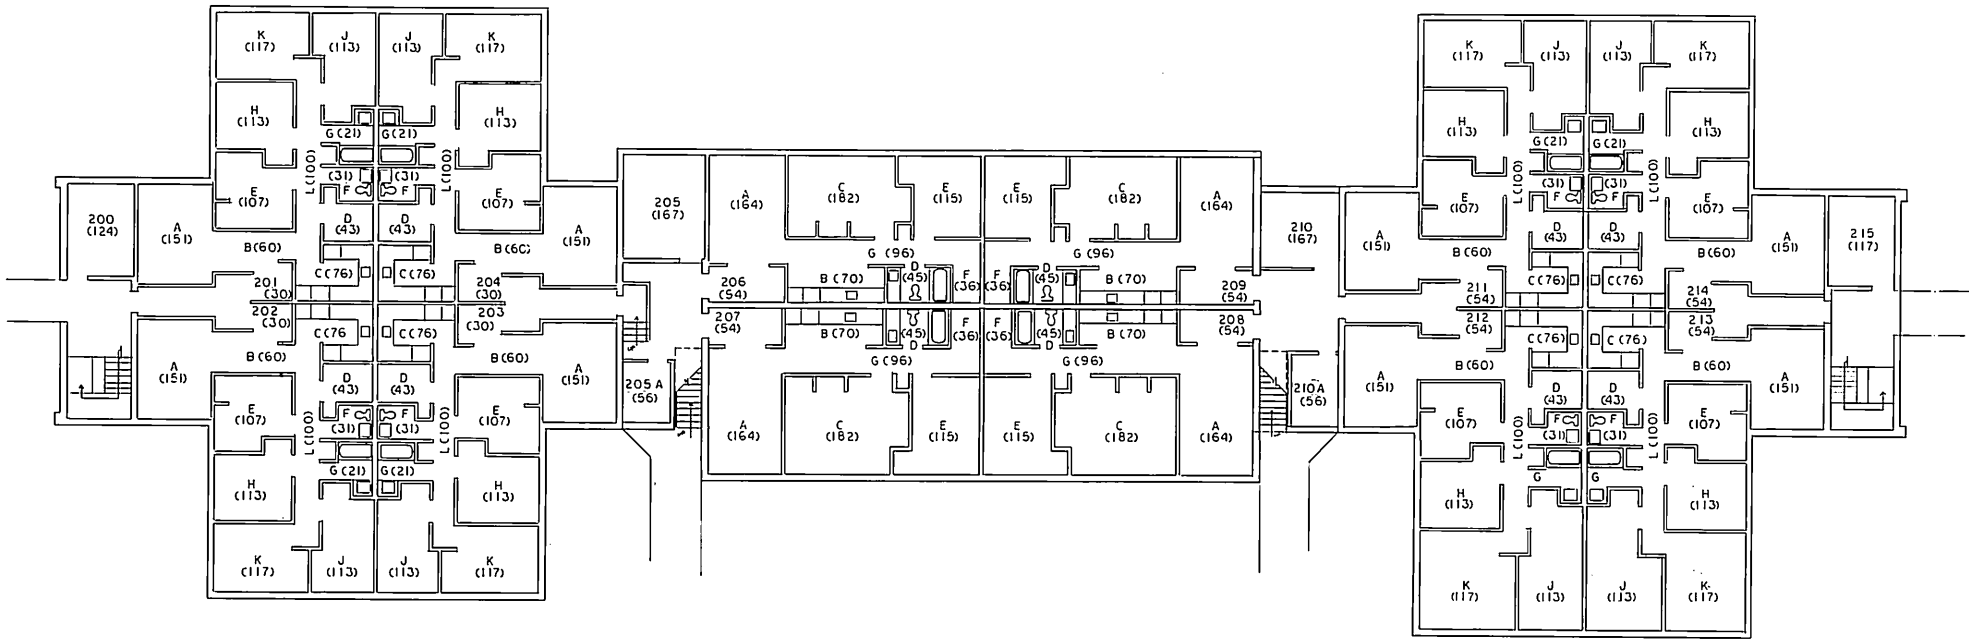 K
(117)
J
(113)
J
(113)
K
(117)
H
(113)
H
(113)
G(21)
G(21)
L(100)
L(100)
(31)
(31)
F
F
E
(107)
E
(107)
200
(124)
A
(151)
D
(43)
D
(43)
A
(151)
B(60)
B(60)
C(76)
C(76)
201
(30)
204
(30)
202
(30)
203
(30)
C(76
C(76)
B(60)
B(60)
A
(151)
A
(151)
D
(43)
D
(43)
E
(107)
E
(107)
F
F
(31)
(31)
L(100)
L(100)
G(21)
G(21)
H
(113)
H
(113)
K
(117)
J
(113)
J
(113)
K
(117)
205
(167)
205 A
(56)
A
(164)
C
(182)
E
(115)
E
(115)
C
(182)
A
(164)
G (96)
G (96)
206
(54)
B(70)
D
(45)
F
(36)
F
(36)
D
(45)
B(70)
209
(54)
207
(54)
B(70)
(45)
D
F
(36)
F
(36)
(45)
D
B(70)
208
(54)
G(96)
G(96)
A
(164)
C
(182)
E
(115)
E
(115)
C
(182)
A
(164)
210
(167)
210A
(56)
K
(117)
J
(113)
J
(113)
K
(117)
H
(113)
H
(113)
G(21)
G(21)
L(100)
L(100)
(31)
(31)
F
F
E
(107)
E
(107)
A
(151)
D
(43)
D
(43)
A
(151)
215
(117)
B(60)
B(60)
C(76)
C(76)
211
(54)
214
(54)
212
(54)
213
(54)
C(76)
C (76)
B(60)
B(60)
A
(151)
A
(151)
D
(43)
D
(43)
E
(107)
E
(107)
F
F
(31)
(31)
L(100)
L(100)
G
G
H
(113)
H
(113)
K
(117)
J
(113)
J
(113)
K
(117)